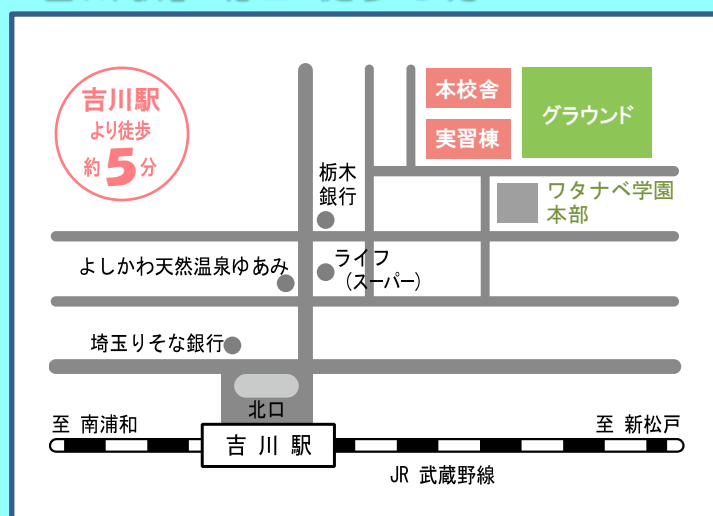 吉川駅
より徒歩
約5分
本校舎
実習棟
グラウンド
栃木
銀行
ワタナベ学園
本部
よしかわ天然温泉ゆあみ
ライフ
(スーパー)
埼玉りそな銀行
北口
至 南浦和
至 新松戸
吉川駅
JR 武蔵野線